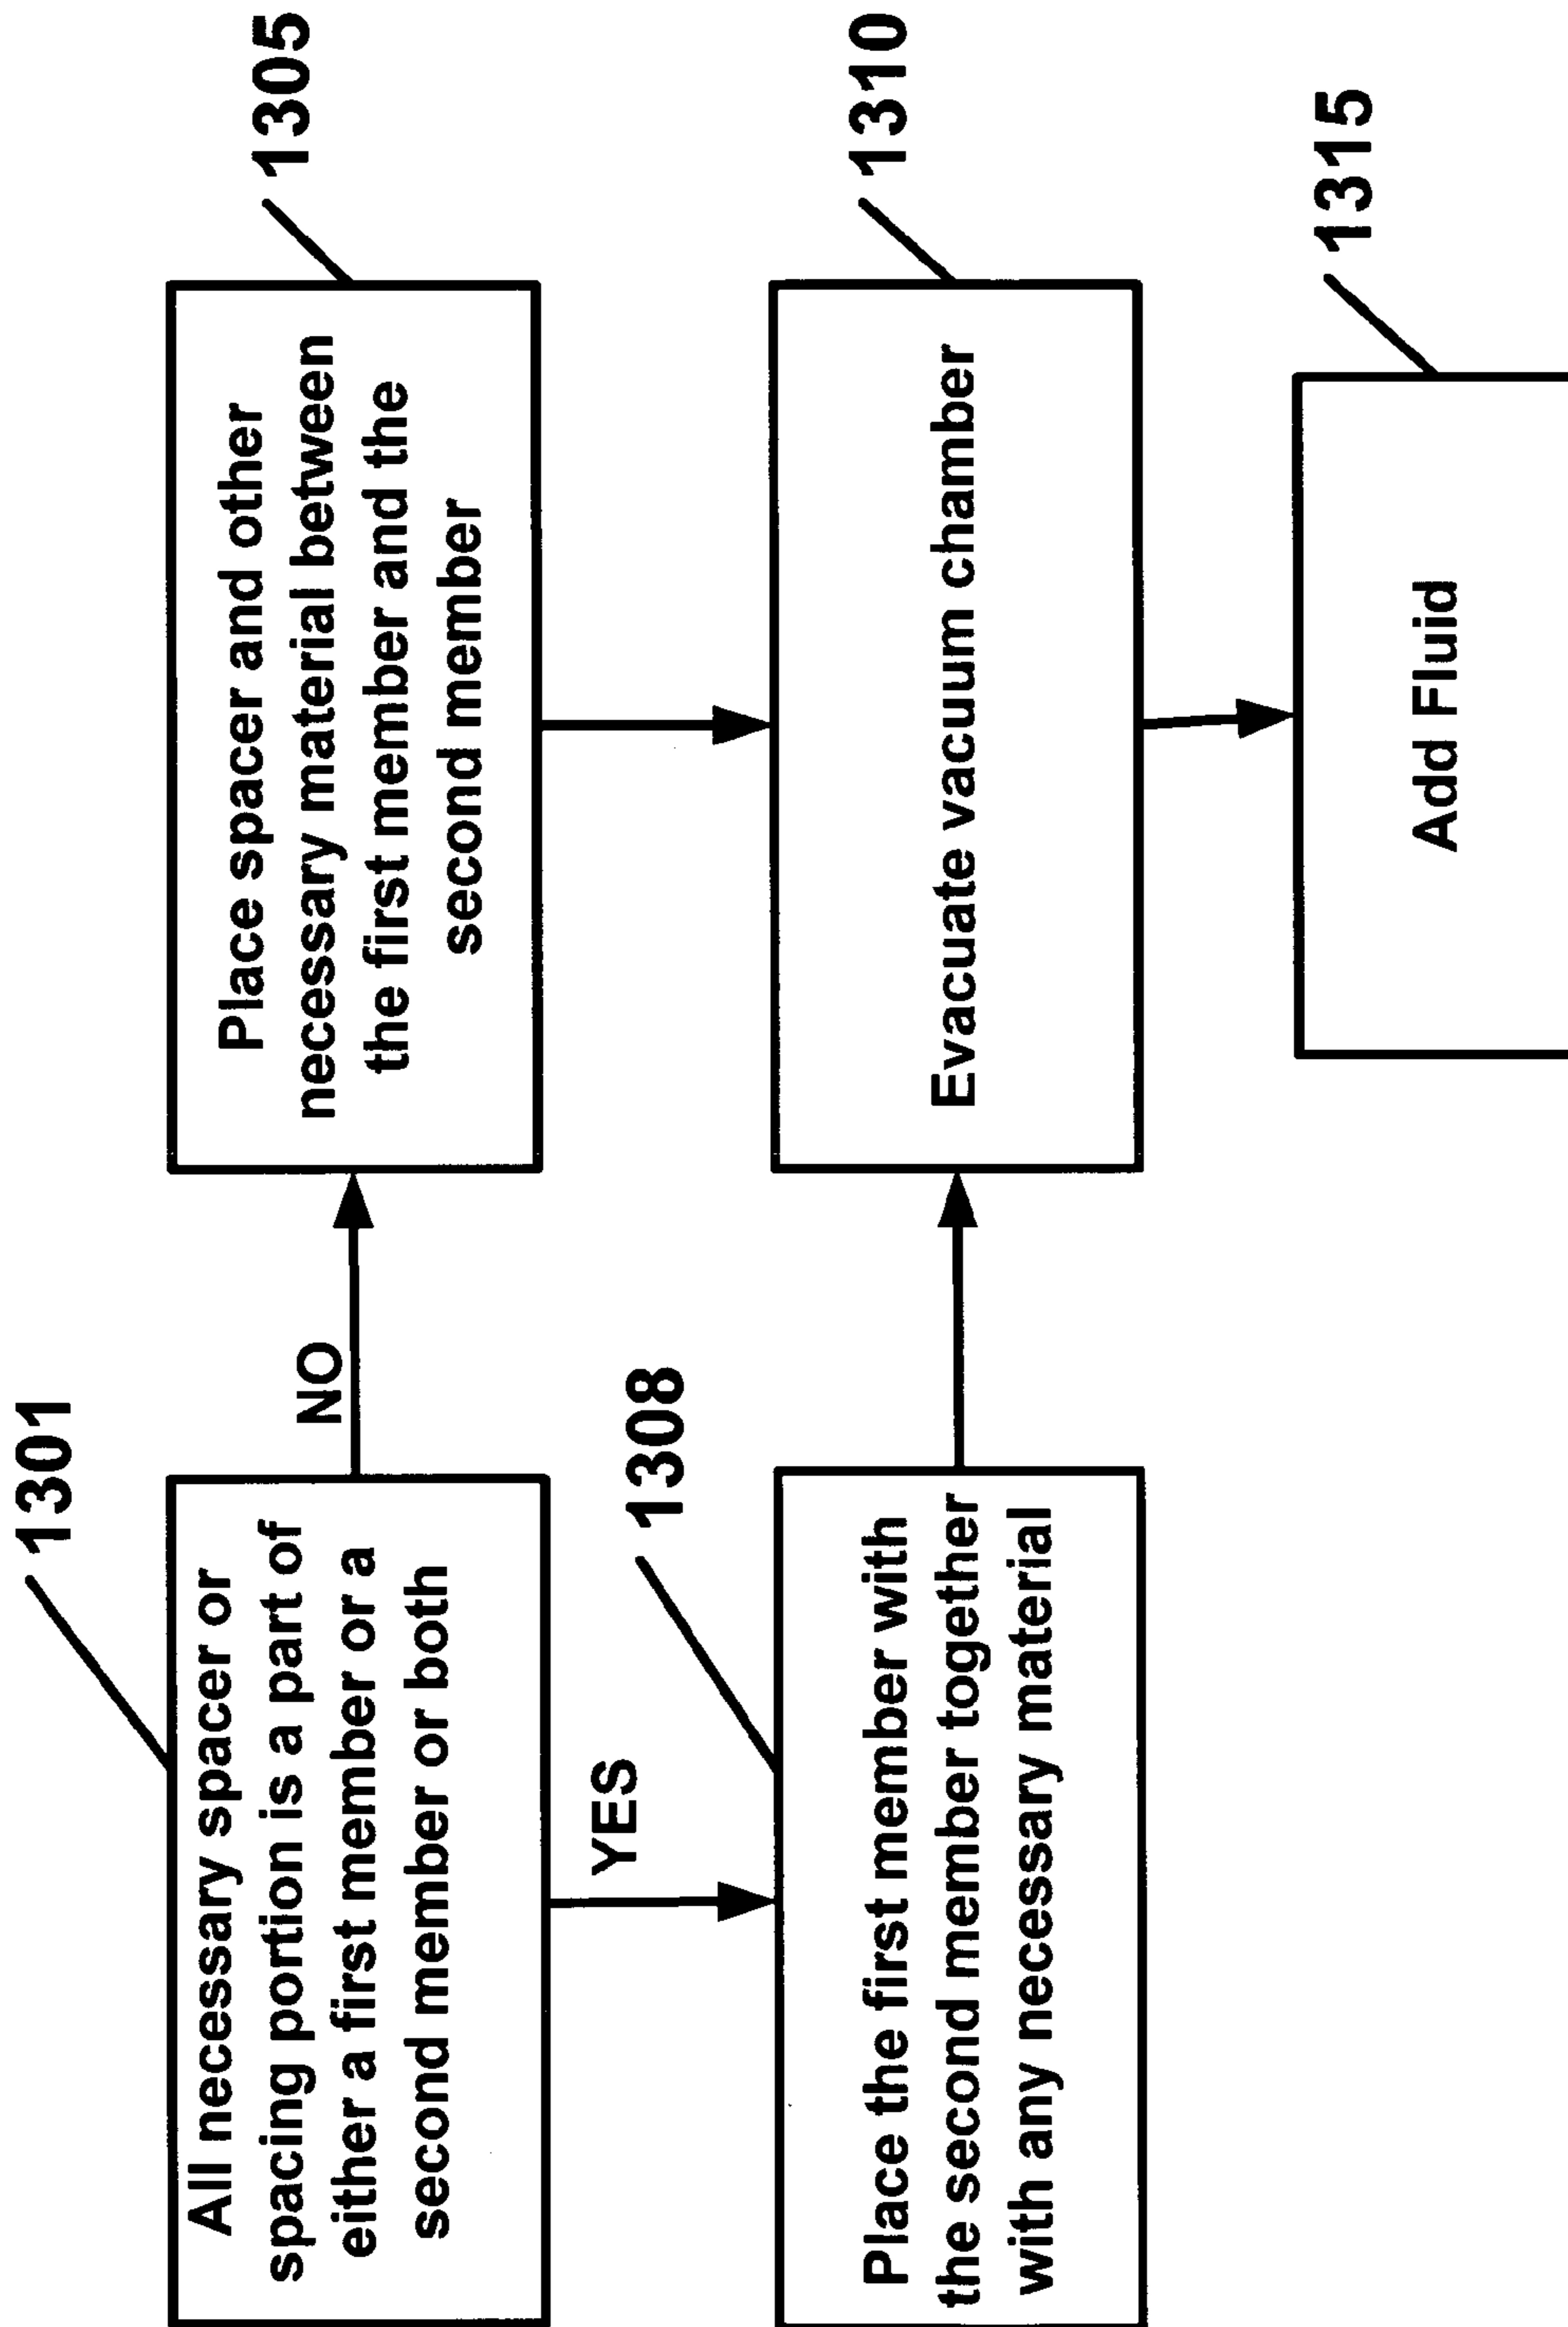 1301
All necessary spacer or
spacing portion is a part of
either a first member or a
second member or both
NO
1305
Place spacer and other
necessary material between
the first member and the
second member
YES
1308
Place the first member with
the second member together
with any necessary material
1310
Evacuate vacuum chamber
1315
Add Fluid